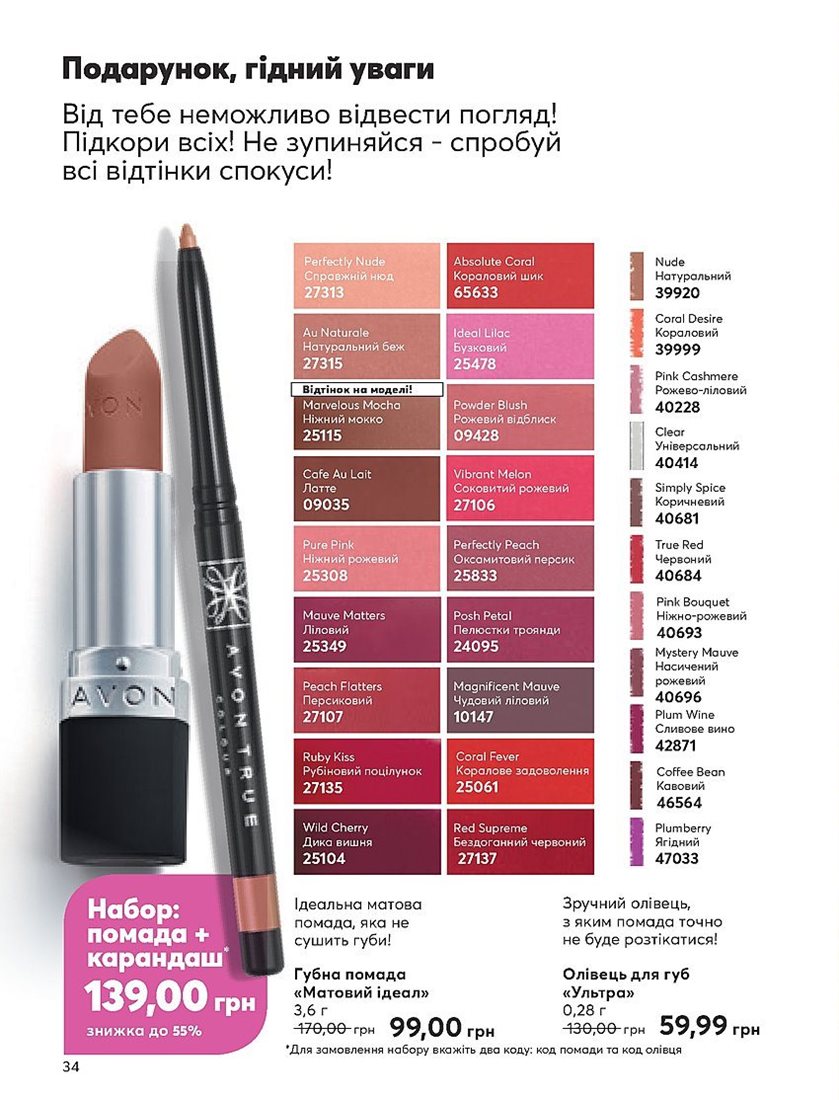 Подарунок, гідний уваги
Від тебе неможливо відвести погляд!
Підкори всіх! Не зупиняйся - спробуй
всі відтінки спокуси!
Perfectly Nude
Справжній нюд
27313
Absolute Coral
Кораловий шик
65633
Au Naturale
Натуральний беж
27315
Ideal Lilac
Бузковий
25478
Відтінок на моделі!
Marvelous Mocha
Ніжний мокко
25115
Powder Blush
Рожевий відблиск
09428
Cafe Au Lait
Латте
09035
Vibrant Melon
Соковитий рожевий
27106
Pure Pink
Ніжний рожевий
25308
Perfectly Peach
Оксамитовий персик
25833
Mauve Matters
Ліловий
25349
Posh Petal
Пелюстки троянди
24095
Peach Flatters
Персиковий
27107
Magnificent Mauve
Чудовий ліловий
10147
Ruby Kiss
Рубіновий поцілунок
27135
Coral Fever
Коралове задоволення
25061
Wild Cherry
Дика вишня
25104
Red Supreme
Бездоганний червоний
27137
Nude
Натуральний
39920
Coral Desire
Кораловий
39999
Pink Cashmere
Рожево-ліловий
40228
Clear
Універсальний
40414
Simply Spice
Коричневий
40681
True Red
Червоний
40684
Pink Bouquet
Ніжно-рожевий
40693
Mystery Mauve
Насичений
рожевий
40696
Plum Wine
Сливове вино
42871
Coffee Bean
Кавовий
46564
Plumberry
Ягідний
47033
AVON
AVON
AVON TRUE
COLOUR
Набор:
помада +
карандаш*
139,00 грн
знижка до 55%
Ідеальна матова
помада, яка не
сушить губи!
Губна помада
«Матовий ідеал»
3,6 г
170,00 грн 99,00 грн
Зручний олівець,
з яким помада точно
не буде розтікатися!
Олівець для губ
«Ультра»
0,28 г
130,00 грн 59,99 грн
*Для замовлення набору вкажіть два коду: код помади та код олівця
34